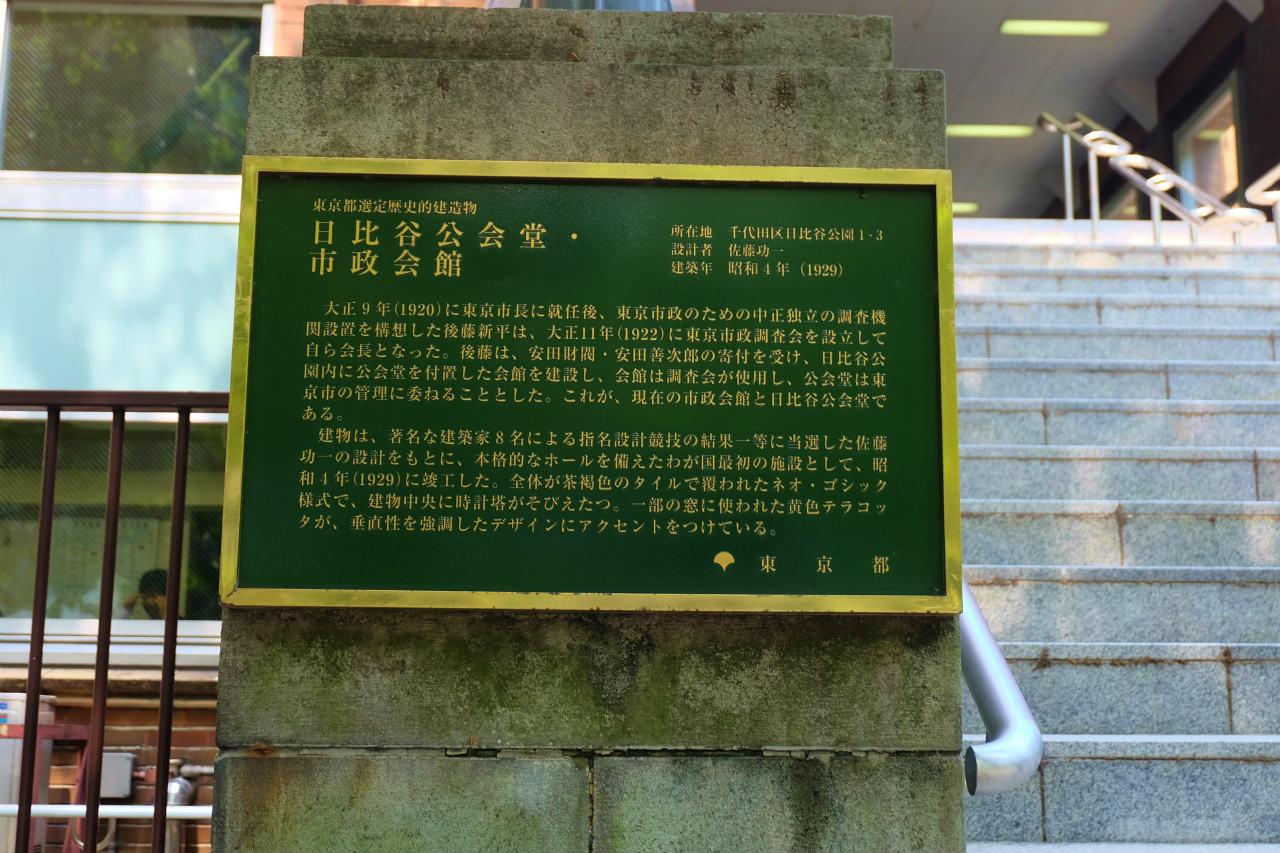 東京都選定歴史的建造物
日比谷公会堂・
市政会館
所在地 千代田区日比谷公園1-3
設計者 佐藤功一
建築年 昭和4年（1929）
大正9年(1920)に東京市長に就任後、東京市政のための中正独立の調査機
関設置を構想した後藤新平は、大正11年(1922)に東京市政調査会を設立して
自ら会長となった。後藤は、安田財閥・安田善次郎の寄付を受け、日比谷公
園内に公会堂を付置した会館を建設し、会館は調査会が使用し、公会堂は東
京市の管理に委ねることとした。これが、現在の市政会館と日比谷公会堂で
ある。
建物は、著名な建築家8名による指名設計競技の結果一等に当選した佐藤
功一の設計をもとに、本格的なホールを備えたわが国最初の施設として、昭
和4年(1929)に竣工した。全体が茶褐色のタイルで覆われたネオ・ゴシック
様式で、建物中央に時計塔がそびえたつ。一部の窓に使われた黄色テラコッ
タが、垂直性を強調したデザインにアクセントをつけている。
東京都